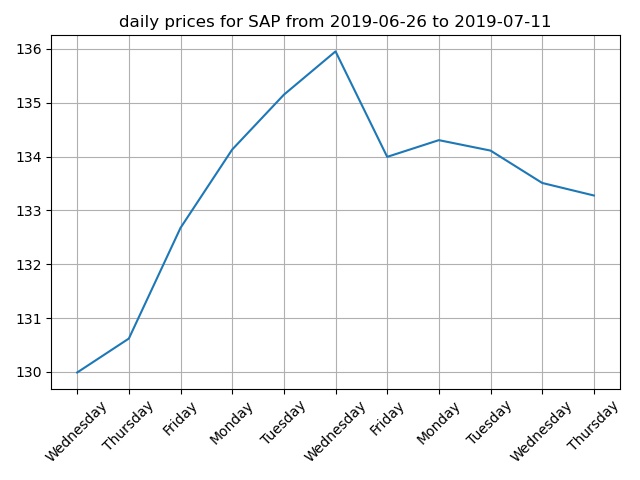 daily prices for SAP from 2019-06-26 to 2019-07-11
136
135
134
133
132
131
130
Wednesday
Thursday
Friday
Monday
Tuesday
Wednesday
Friday
Monday
Tuesday
Wednesday
Thursday